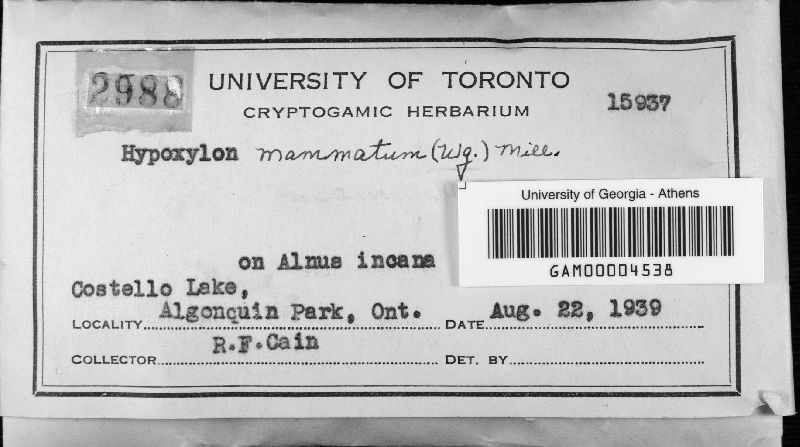 2988
UNIVERSITY OF TORONTO
CRYPTOGAMIC HERBARIUM
15937
Hypoxylon mammatum (Wg.) Mill.
University of Georgia - Athens
GAM00004538
on Alnus incana
Costello Lake,
LOCALITY Algonquin Park, Ont. DATE Aug. 22, 1939
COLLECTOR R.F.Cain DET. BY